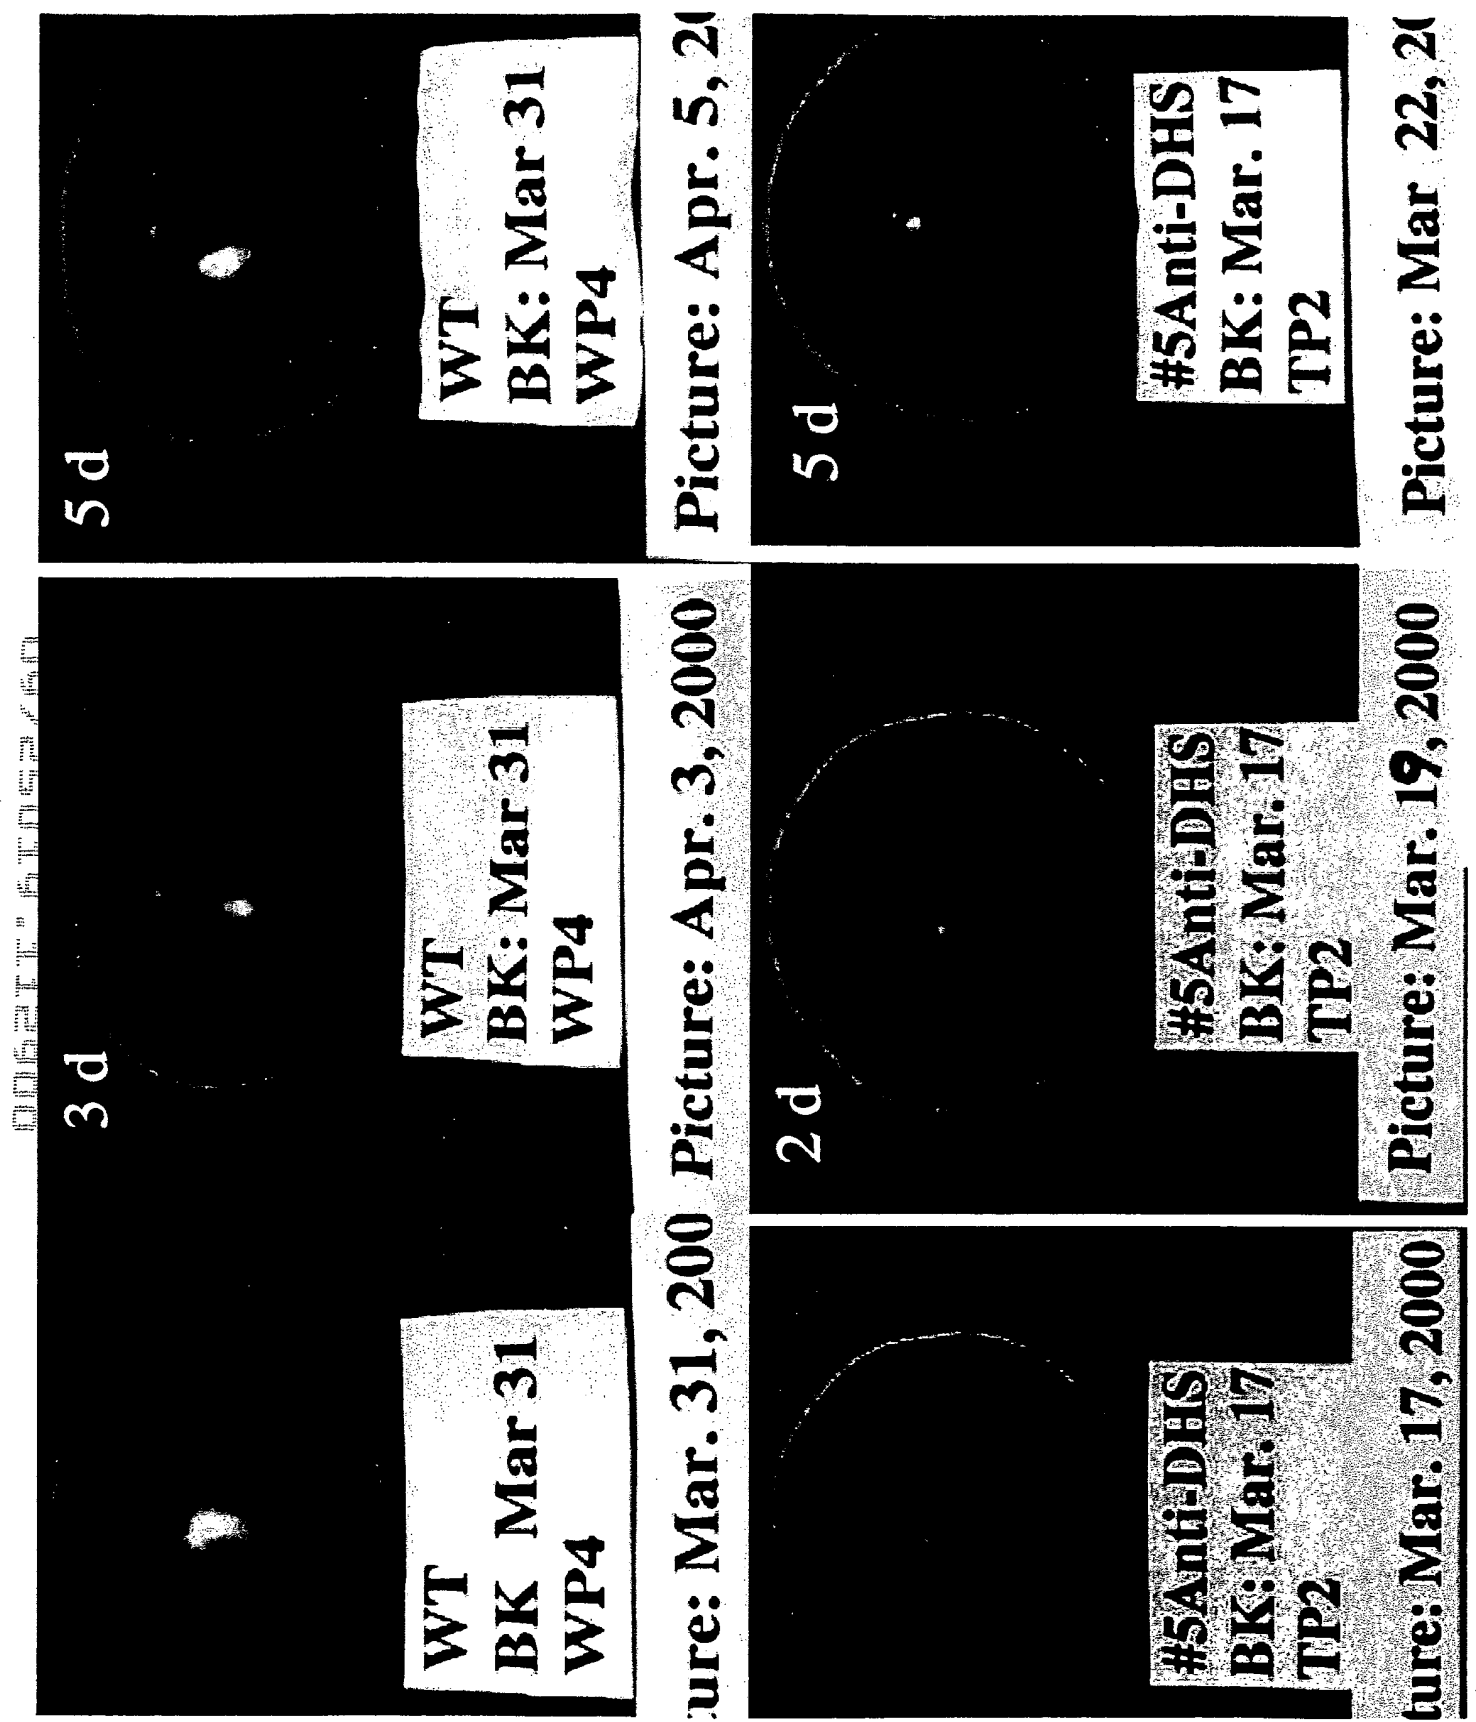 WT
BK Mar 31
WP4
ure: Mar. 31, 200
3 d
WT
BK: Mar 31
WP4
Picture: Apr. 3, 2000
5 d
WT
BK: Mar 31
WP4
Picture: Apr. 5, 20
#5Anti-DHS
BK: Mar. 17
TP2
ture: Mar. 17, 2000
2 d
#5Anti-DHS
BK: Mar. 17
TP2
Picture: Mar. 19, 2000
5 d
#5Anti-DHS
BK: Mar. 17
TP2
Picture: Mar 22, 20